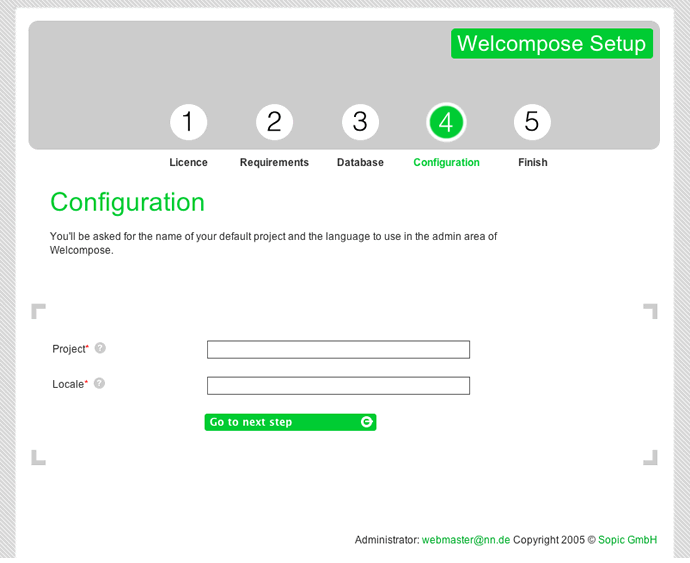 Welcompose Setup
1 2 3 4 5
Licence Requirements Database Configuration Finish
Configuration
You'll be asked for the name of your default project and the language to use in the admin area of
Welcompose.
Project* ?
Locale* ?
Go to next step
Administrator: webmaster@nn.de Copyright 2005 © Sopic GmbH